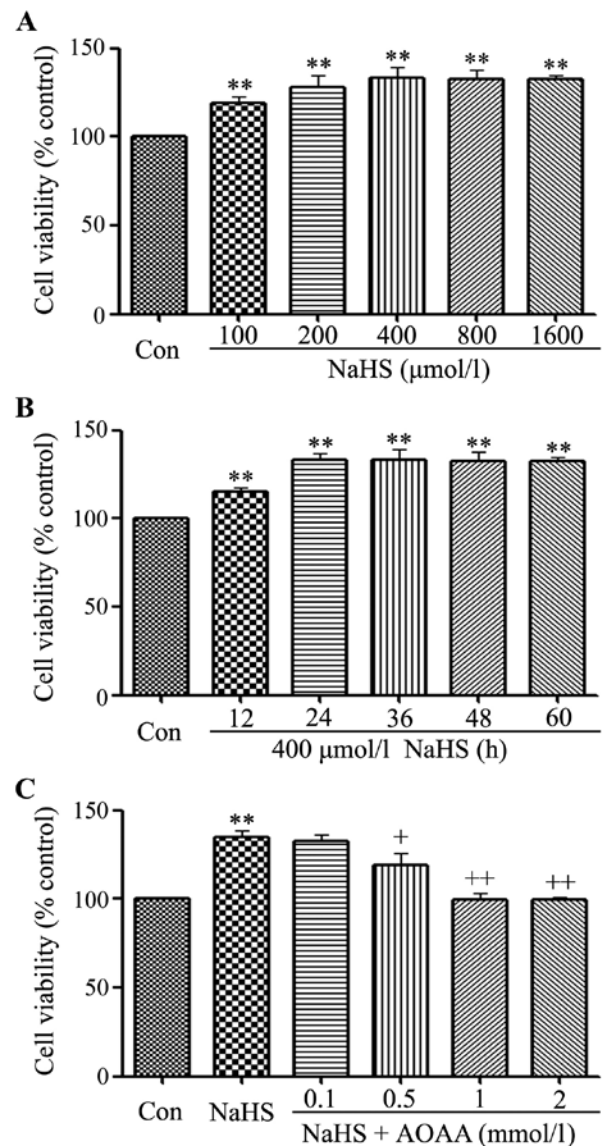 A
Cell viability (% control)
150
100
50
0
** ** ** ** **
Con 100 200 400 800 1600
NaHS (μmol/l)
B
Cell viability (% control)
150
100
50
0
** ** ** ** **
Con 12 24 36 48 60
400 μmol/l NaHS (h)
C
Cell viability (% control)
150
100
50
0
** + ++ ++
Con NaHS 0.1 0.5 1 2
NaHS + AOAA (mmol/l)